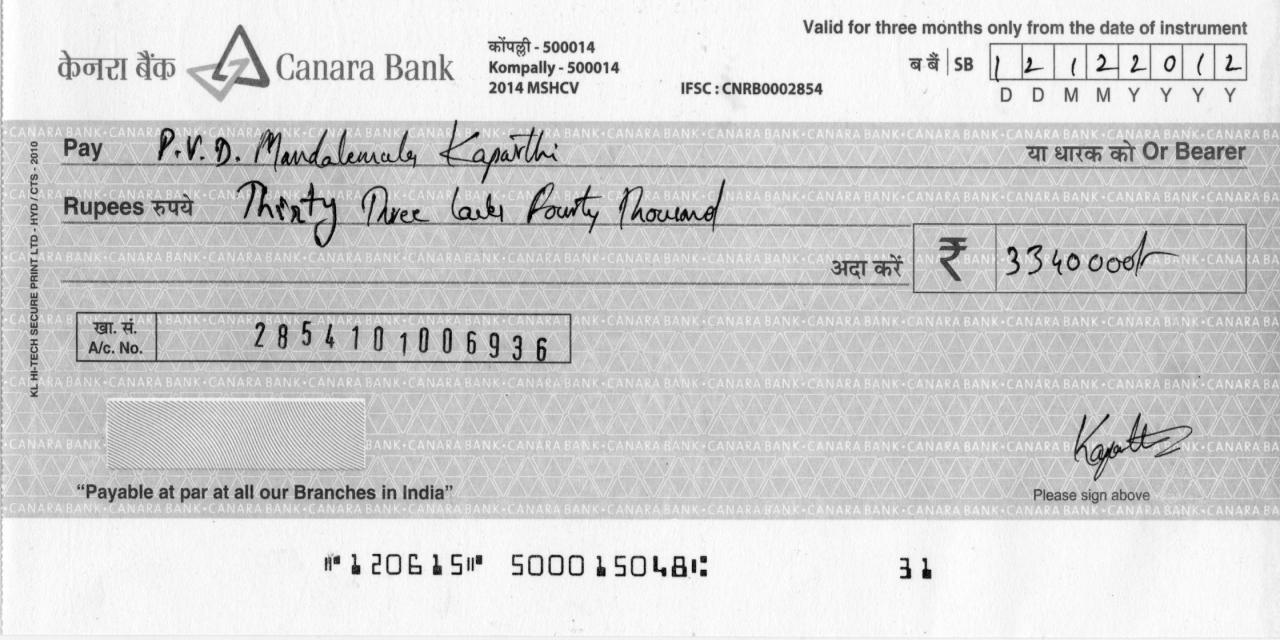 Valid for three months only from the date of instrument
केनरा बैंक Canara Bank
कोंपल्ली - 500014
Kompally - 500014
2014 MSHCV
IFSC : CNRB0002854
ब बैं SB 1 2 1 2 2 0 1 2
D D M M Y Y Y Y
Pay P.V.D. Mandalemula Kaparthi या धारक को Or Bearer
Rupees रुपये Thirty Three Lacks Fourty Thousand
अदा करें ₹ 3340000/-
खा. सं. 2854101006936
A/c. No.
KL HI-TECH SECURE PRINT LTD - HYD / CTS - 2010
CANARA BANK
Kaparthi
"Payable at par at all our Branches in India"
Please sign above
⑈120615⑈ 500015048⑆ 31